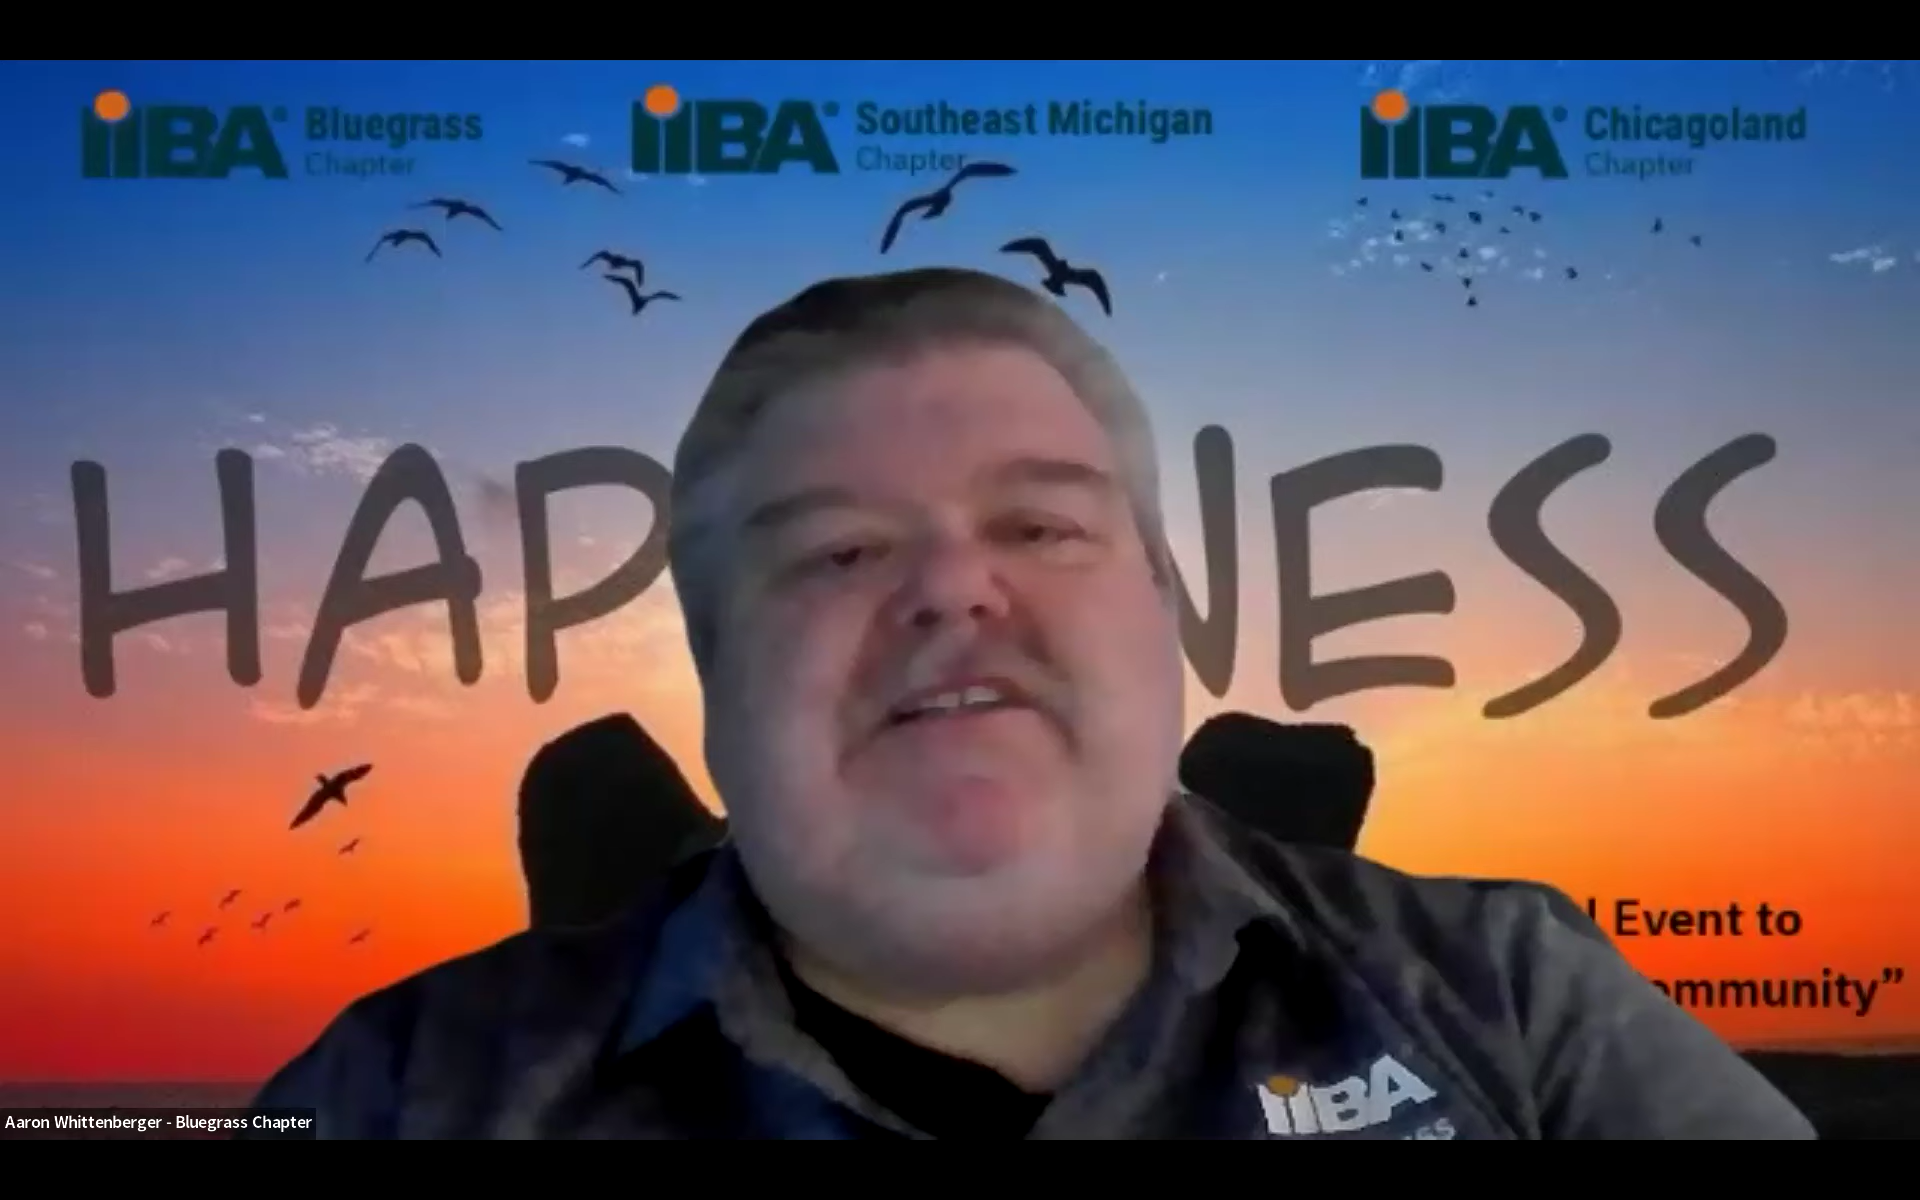 iiBA® Bluegrass
Chapter
iiBA® Southeast Michigan
Chapter
iiBA® Chicagoland
Chapter
HAP NESS
Event to
ommunity”
iiBA
Aaron Whittenberger - Bluegrass Chapter